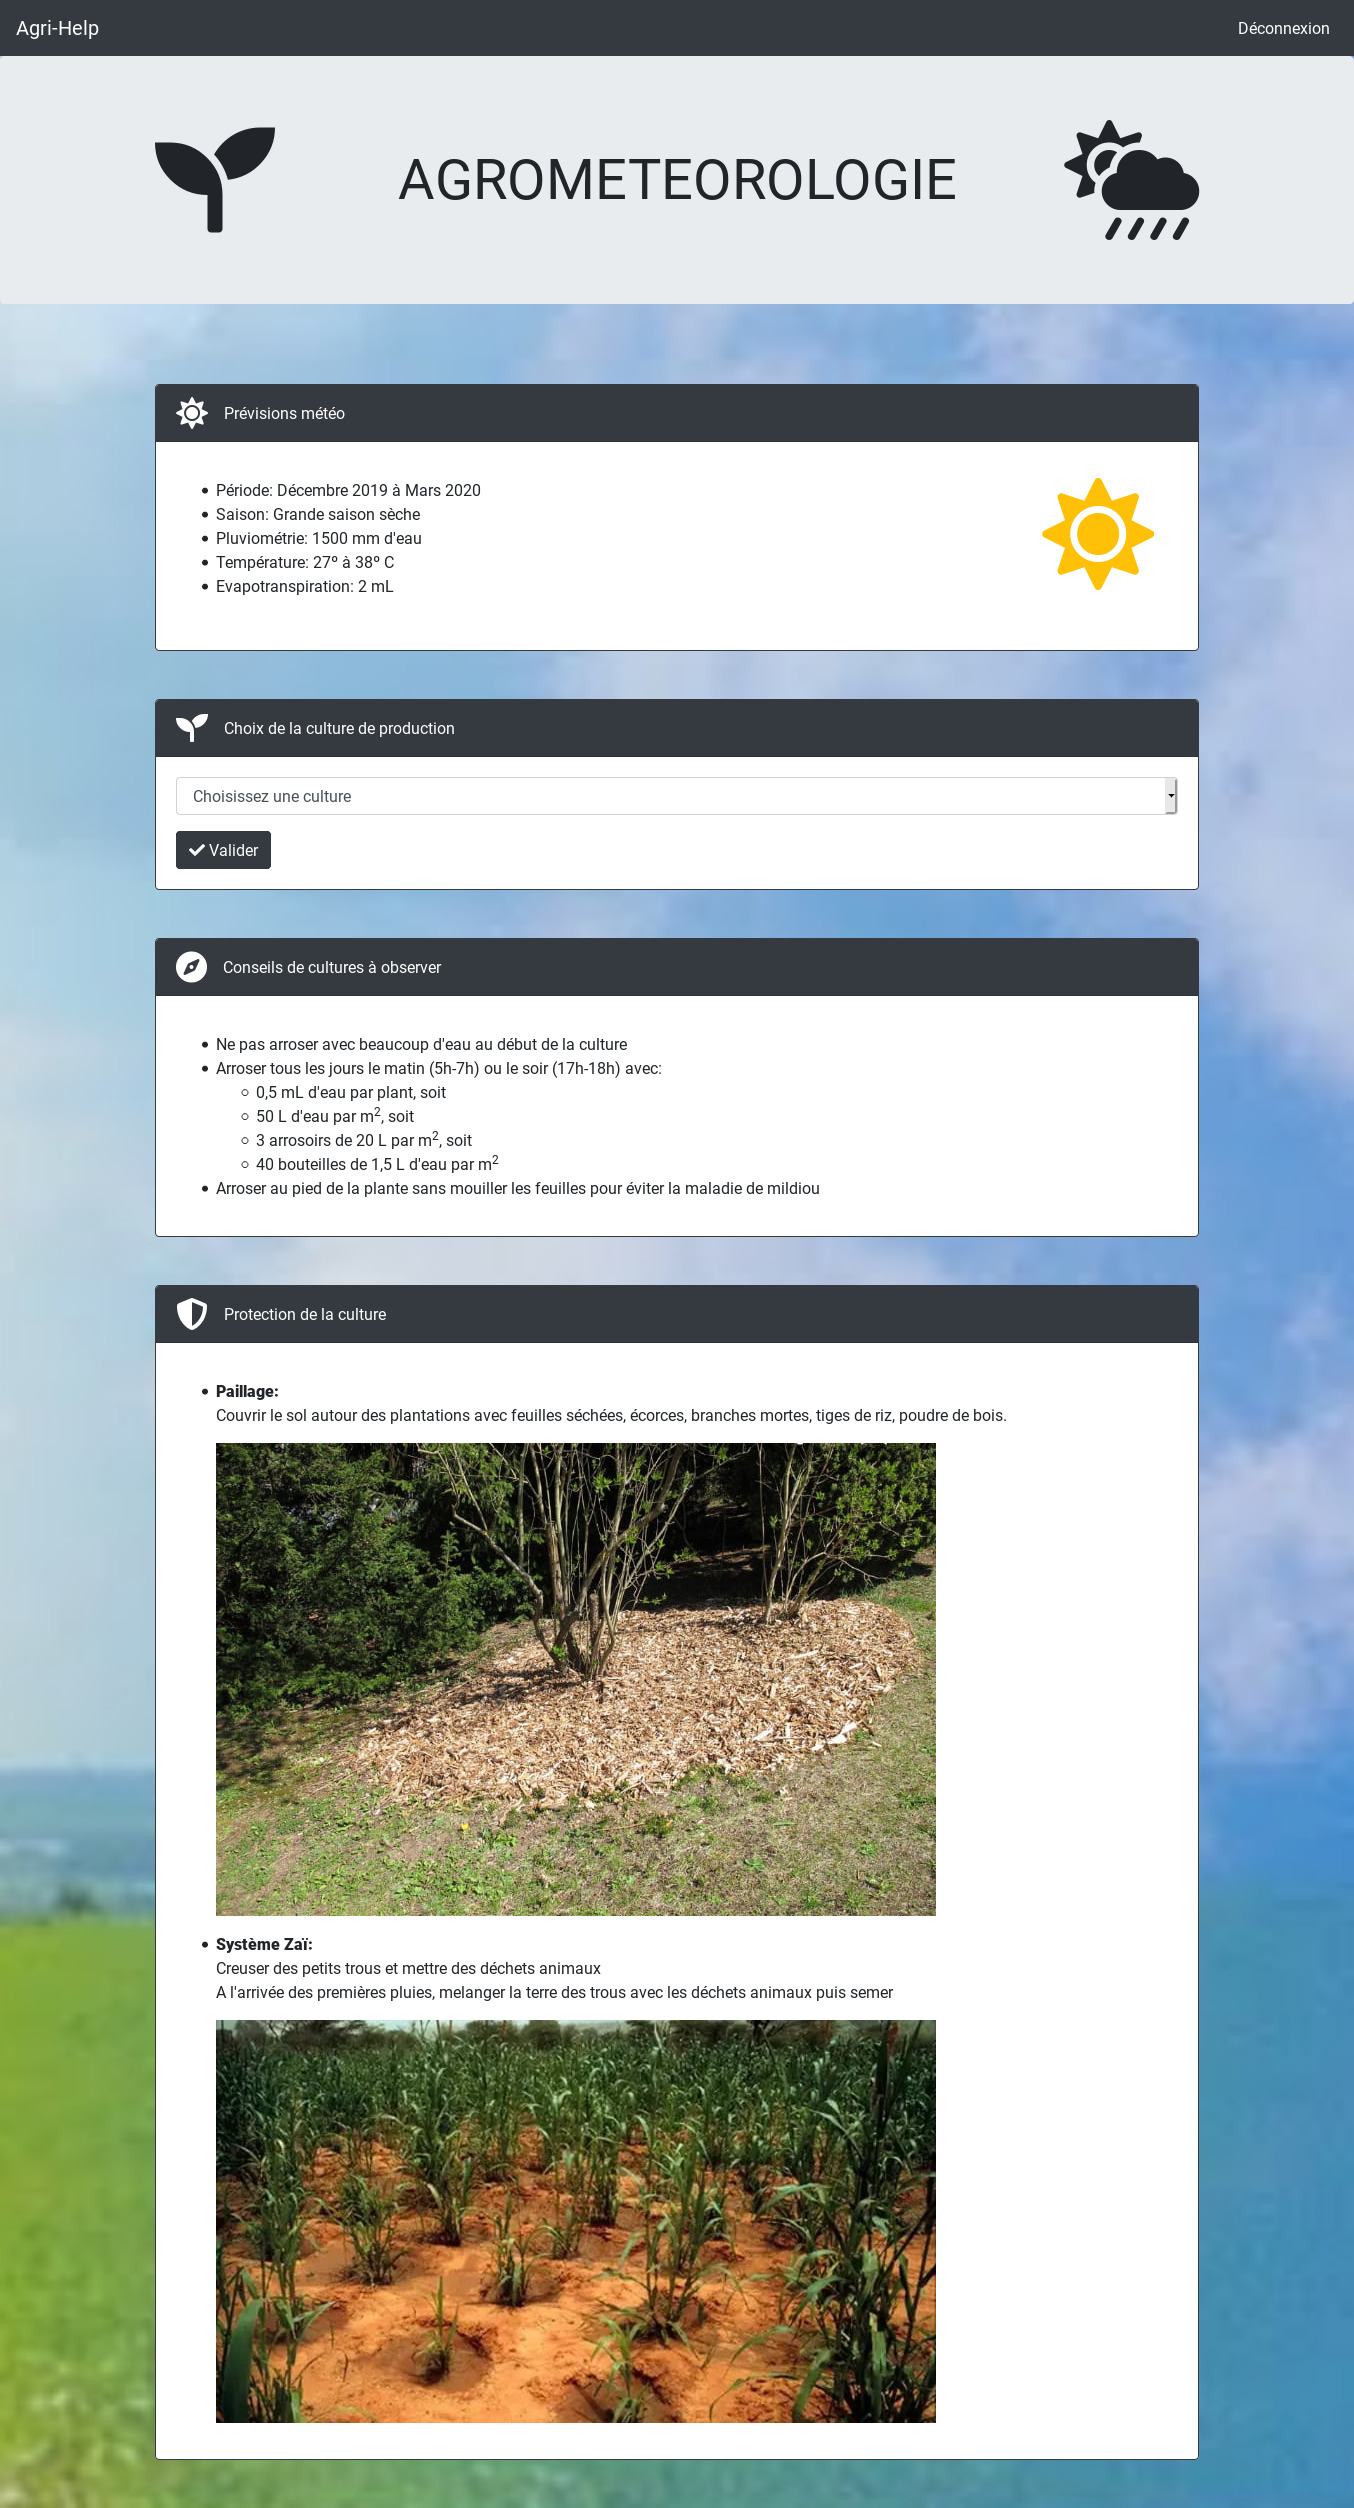 Agri-Help
Déconnexion
AGROMETEOROLOGIE
Prévisions météo
Période: Décembre 2019 à Mars 2020
Saison: Grande saison sèche
Pluviométrie: 1500 mm d'eau
Température: 27º à 38º C
Evapotranspiration: 2 mL
Choix de la culture de production
Choisissez une culture
Valider
Conseils de cultures à observer
Ne pas arroser avec beaucoup d'eau au début de la culture
Arroser tous les jours le matin (5h-7h) ou le soir (17h-18h) avec:
0,5 mL d'eau par plant, soit
50 L d'eau par m², soit
3 arrosoirs de 20 L par m², soit
40 bouteilles de 1,5 L d'eau par m²
Arroser au pied de la plante sans mouiller les feuilles pour éviter la maladie de mildiou
Protection de la culture
Paillage:
Couvrir le sol autour des plantations avec feuilles séchées, écorces, branches mortes, tiges de riz, poudre de bois.
Système Zaï:
Creuser des petits trous et mettre des déchets animaux
A l'arrivée des premières pluies, melanger la terre des trous avec les déchets animaux puis semer